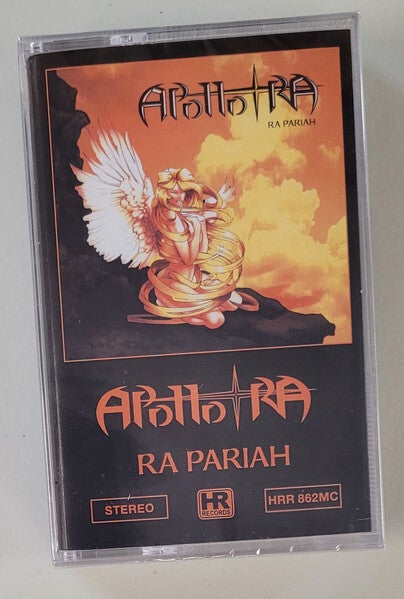 APOLLO RA
RA PARIAH
APOLLO RA
RA PARIAH
STEREO
HR
RECORDS
HRR 862MC